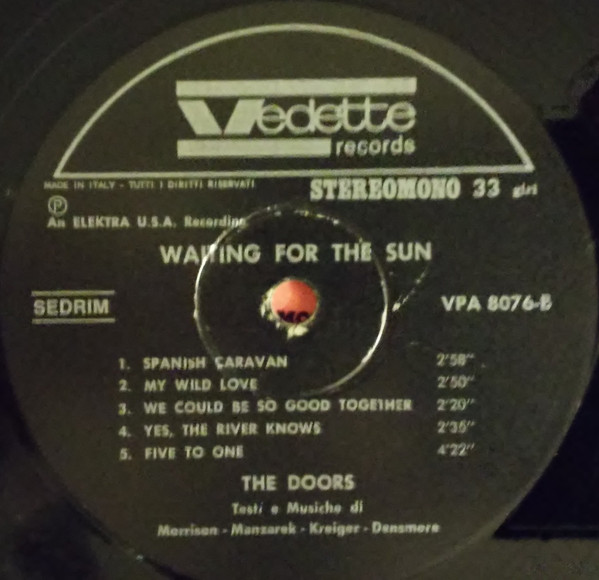 Vedette
records
MADE IN ITALY - TUTTI I DIRITTI RISERVATI
STEREOMONO 33 giri
Ⓟ
An ELEKTRA U.S.A. Recording
WAITING FOR THE SUN
SEDRIM
VPA 8076-B
1. SPANISH CARAVAN 2'58"
2. MY WILD LOVE 2'50"
3. WE COULD BE SO GOOD TOGETHER 2'20"
4. YES, THE RIVER KNOWS 2'35"
5. FIVE TO ONE 4'22"
THE DOORS
Testi e Musiche di
Morrison - Manzarek - Kreiger - Densmore